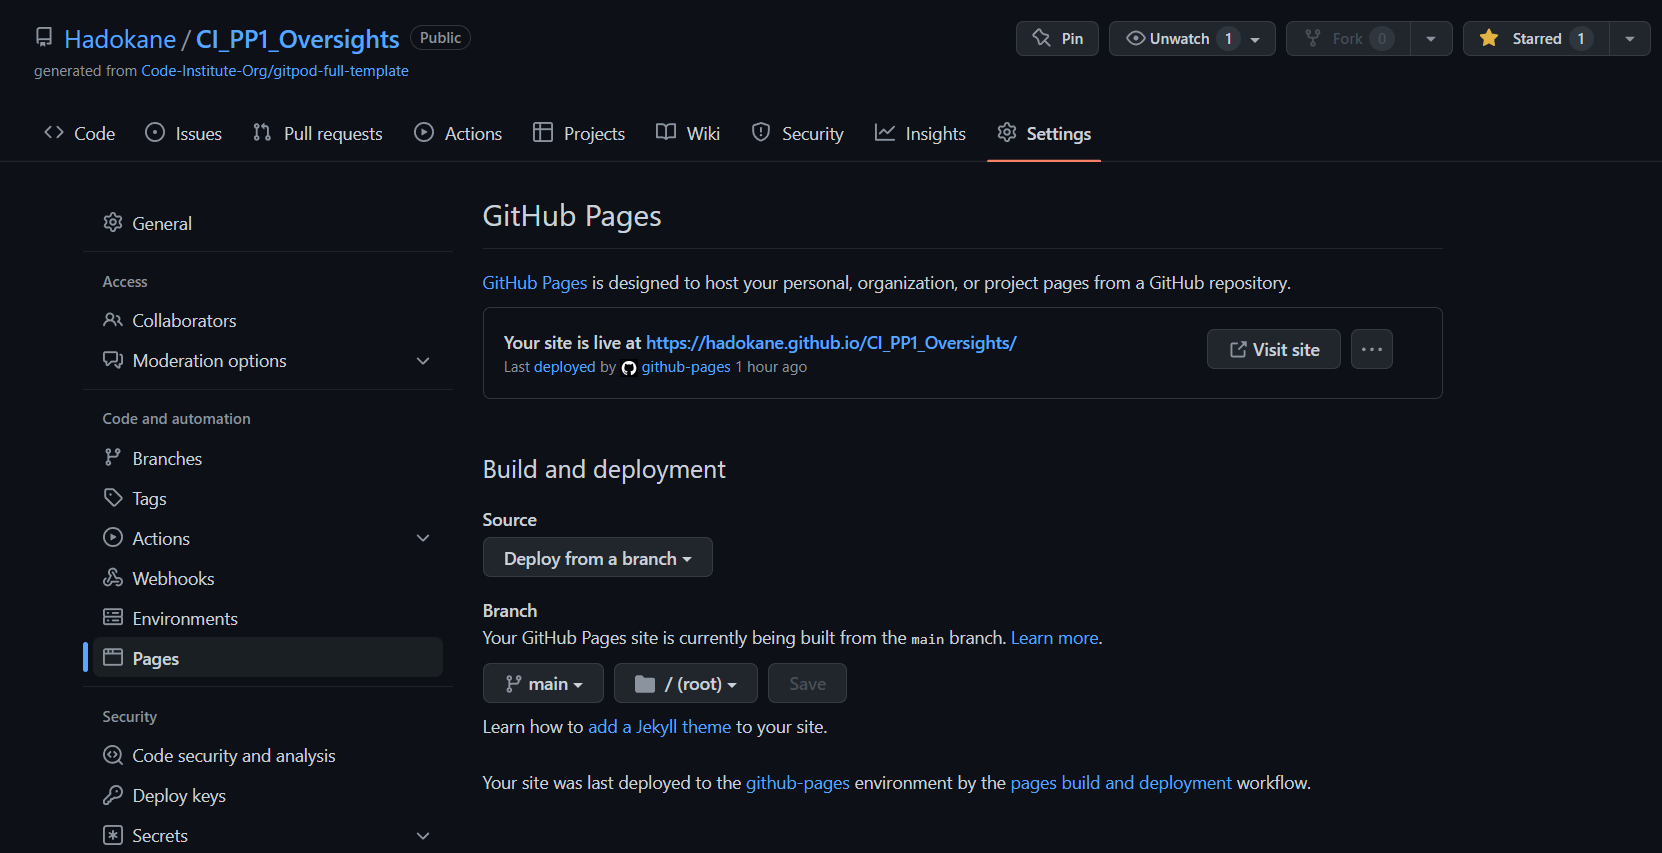 Hadokane / CI_PP1_Oversights Public
Pin
Unwatch 1
Fork 0
Starred 1
generated from Code-Institute-Org/gitpod-full-template
Code
Issues
Pull requests
Actions
Projects
Wiki
Security
Insights
Settings
General
Access
Collaborators
Moderation options
Code and automation
Branches
Tags
Actions
Webhooks
Environments
Pages
Security
Code security and analysis
Deploy keys
Secrets
GitHub Pages
GitHub Pages is designed to host your personal, organization, or project pages from a GitHub repository.
Your site is live at https://hadokane.github.io/CI_PP1_Oversights/
Last deployed by github-pages 1 hour ago
Visit site
Build and deployment
Source
Deploy from a branch
Branch
Your GitHub Pages site is currently being built from the main branch. Learn more.
main
/ (root)
Save
Learn how to add a Jekyll theme to your site.
Your site was last deployed to the github-pages environment by the pages build and deployment workflow.